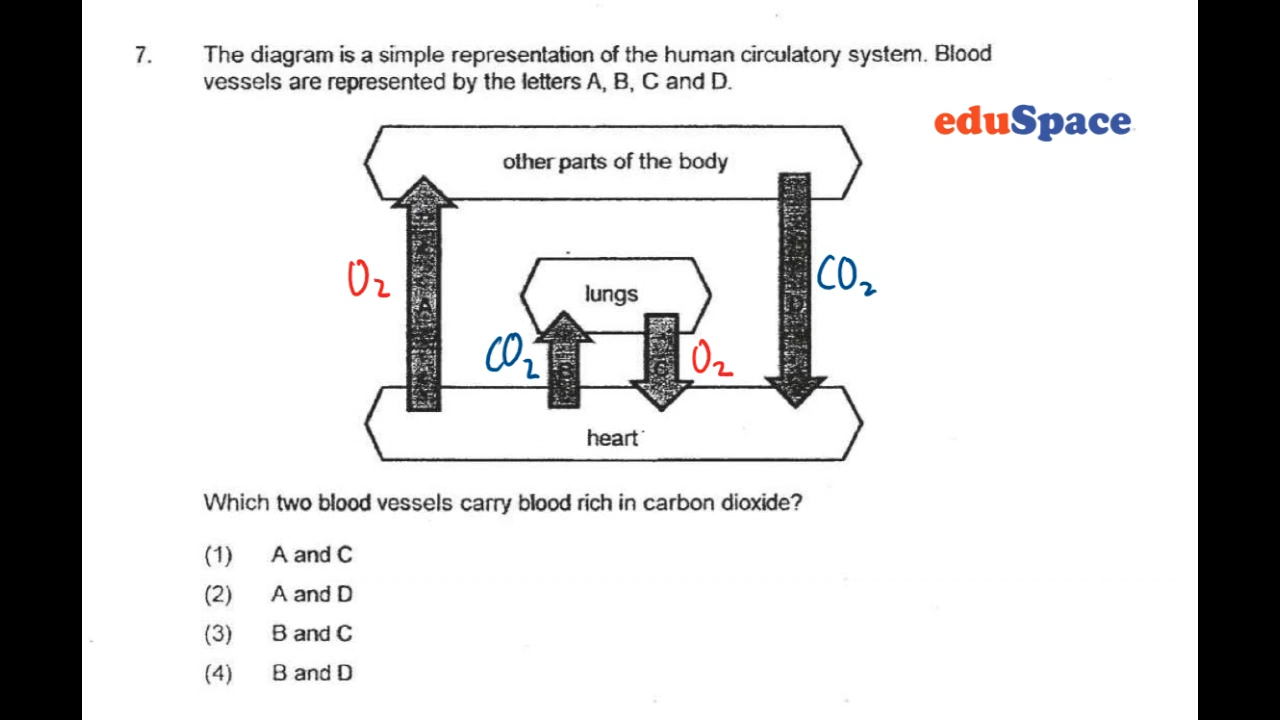 7. The diagram is a simple representation of the human circulatory system. Blood
vessels are represented by the letters A, B, C and D.
eduSpace
other parts of the body
O₂
A
lungs
D
CO₂
CO₂
B
C
O₂
heart
Which two blood vessels carry blood rich in carbon dioxide?
(1) A and C
(2) A and D
(3) B and C
(4) B and D